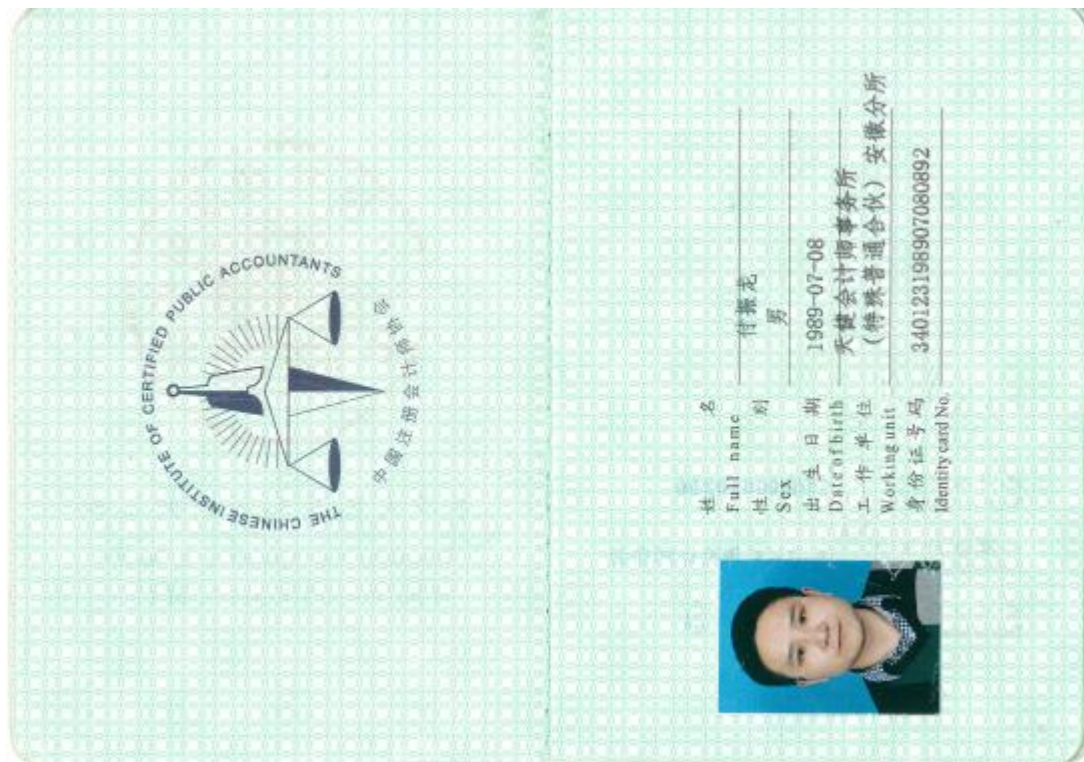 THE CHINESE INSTITUTE OF CERTIFIED PUBLIC ACCOUNTANTS
中国注册会计师协会
姓 名 付振龙
Full name
性 别 男
Sex
出 生 日 期 1989-07-08
Date of birth
工 作 单 位 天健会计师事务所
(特殊普通合伙) 安徽分所
Working unit
身份证号码 340123198907080892
Identity card No.